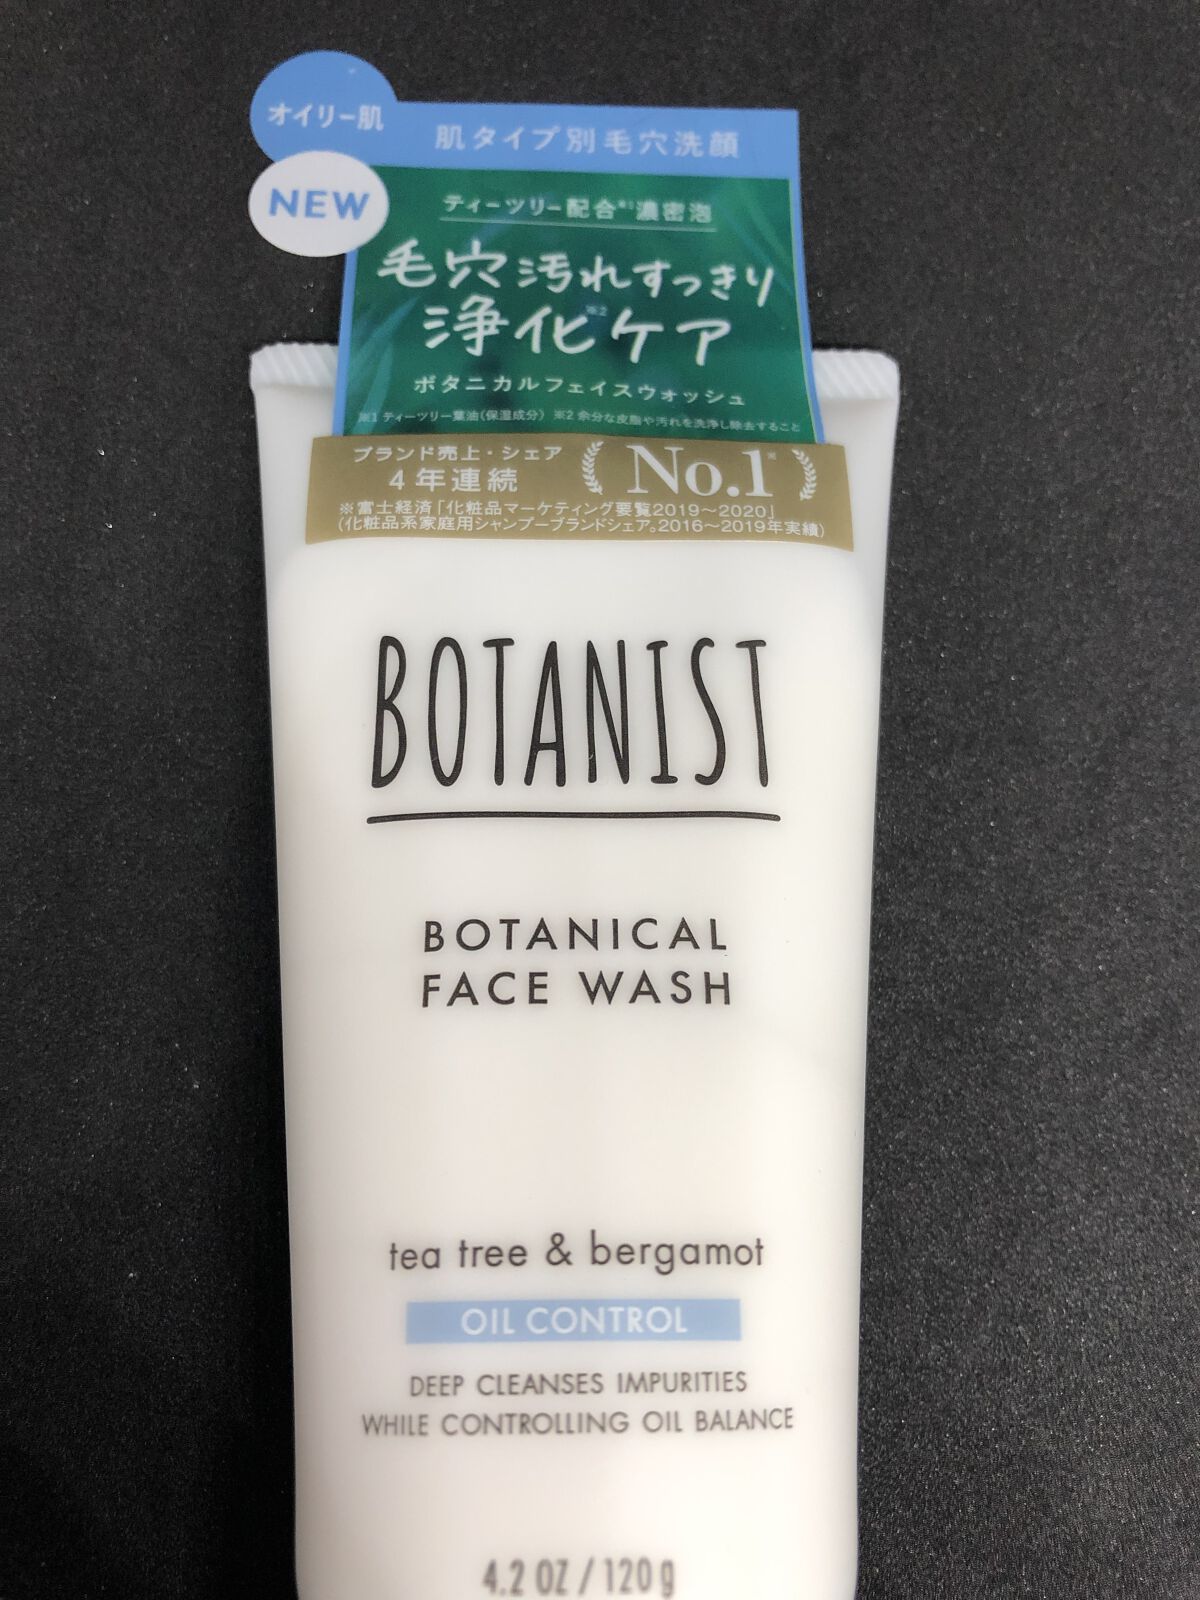 オイリー肌
肌タイプ別毛穴洗顔
NEW
ティーツリー配合※1濃密泡
毛穴汚れすっきり
浄化※2ケア
ボタニカルフェイスウォッシュ
※1 ティーツリー葉油(保湿成分) ※2 余分な皮脂や汚れを洗浄し除去すること
ブランド売上・シェア
4年連続
No.1※
※富士経済「化粧品マーケティング要覧2019〜2020」
(化粧品系家庭用シャンプーブランドシェア。2016〜2019年実績)
BOTANIST
BOTANICAL
FACE WASH
tea tree & bergamot
OIL CONTROL
DEEP CLEANSES IMPURITIES
WHILE CONTROLLING OIL BALANCE
4.2 OZ / 120 g